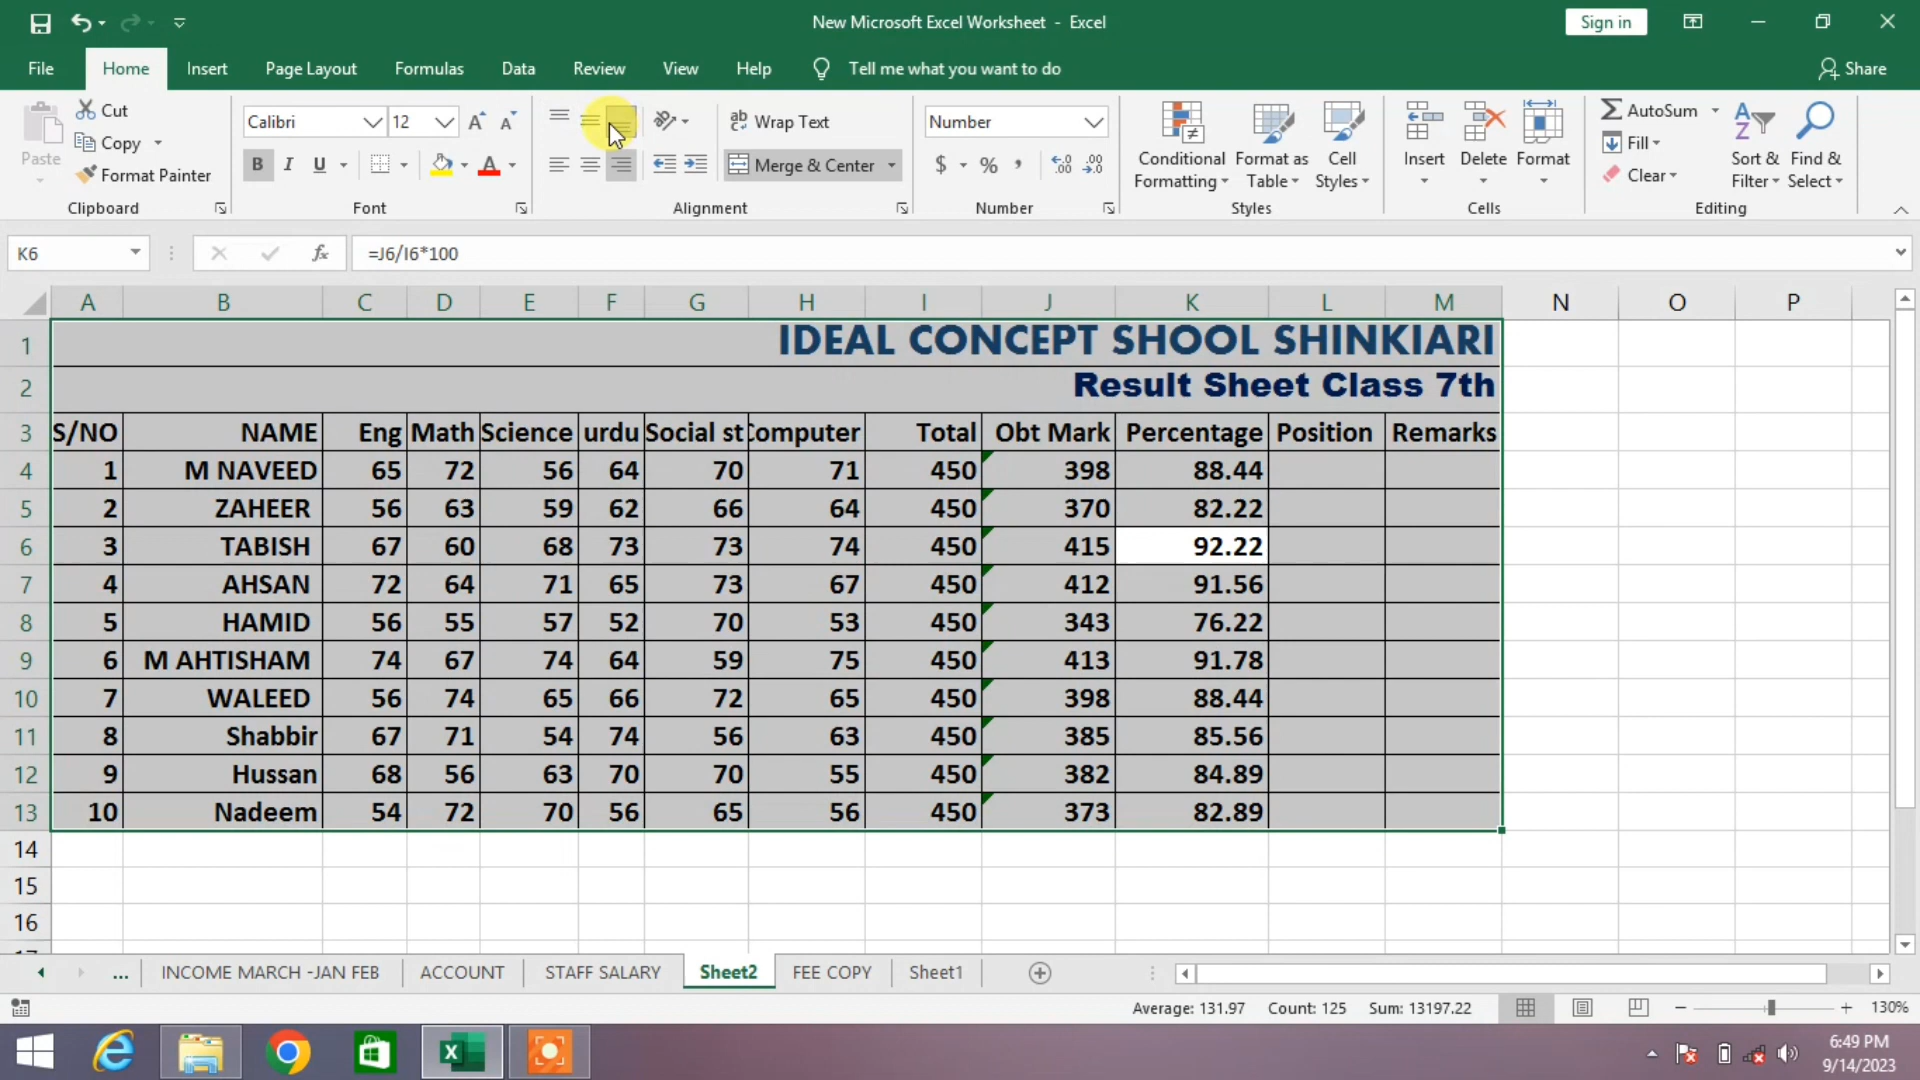 New Microsoft Excel Worksheet - Excel
Sign in
File Home Insert Page Layout Formulas Data Review View Help Tell me what you want to do Share
Paste
Cut
Copy
Format Painter
Clipboard
Calibri 12
B I U A
Font
Wrap Text
Merge & Center
Alignment
Number
$ % ,
Number
Conditional Formatting
Format as Table
Cell Styles
Styles
Insert Delete Format
Cells
AutoSum
Fill
Clear
Sort & Filter
Find & Select
Editing
K6 fx =J6/I6*100
A B C D E F G H I J K L M N O P
1 IDEAL CONCEPT SHOOL SHINKIARI
2 Result Sheet Class 7th
3 S/NO NAME Eng Math Science urdu Social st Computer Total Obt Mark Percentage Position Remarks
4 1 M NAVEED 65 72 56 64 70 71 450 398 88.44
5 2 ZAHEER 56 63 59 62 66 64 450 370 82.22
6 3 TABISH 67 60 68 73 73 74 450 415 92.22
7 4 AHSAN 72 64 71 65 73 67 450 412 91.56
8 5 HAMID 56 55 57 52 70 53 450 343 76.22
9 6 M AHTISHAM 74 67 74 64 59 75 450 413 91.78
10 7 WALEED 56 74 65 66 72 65 450 398 88.44
11 8 Shabbir 67 71 54 74 56 63 450 385 85.56
12 9 Hussan 68 56 63 70 70 55 450 382 84.89
13 10 Nadeem 54 72 70 56 65 56 450 373 82.89
14
15
16
... INCOME MARCH -JAN FEB ACCOUNT STAFF SALARY Sheet2 FEE COPY Sheet1
Average: 131.97 Count: 125 Sum: 13197.22 130%
6:49 PM
9/14/2023